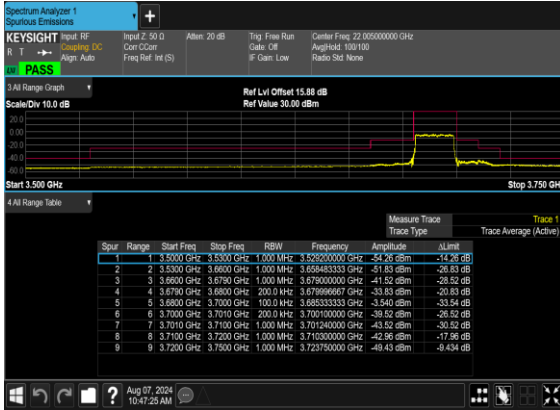 Spectrum Analyzer 1
Spurious Emissions
+
KEYSIGHT Input: RF Input Z: 50 Ω Atten: 20 dB Trig: Free Run Center Freq: 22.005000000 GHz
R T Coupling: DC Corr CCorr Gate: Off Avg|Hold: 100/100
Align: Auto Freq Ref: Int (S) IF Gain: Low Radio Std: None
PASS
3 All Range Graph
Ref Lvl Offset 15.88 dB
Scale/Div 10.0 dB Ref Value 30.00 dBm
20.0
0.00
-20.0
-40.0
-60.0
Start 3.500 GHz Stop 3.750 GH
4 All Range Table
Measure Trace Trace 1
Trace Type Trace Average (Active)
Spur Range Start Freq Stop Freq RBW Frequency Amplitude ΔLimit
1 1 3.5000 GHz 3.5300 GHz 1.000 MHz 3.529200000 GHz -54.26 dBm -14.26 dB
2 2 3.5300 GHz 3.6600 GHz 1.000 MHz 3.658483333 GHz -51.83 dBm -26.83 dB
3 3 3.6600 GHz 3.6790 GHz 1.000 MHz 3.679000000 GHz -41.52 dBm -28.52 dB
4 4 3.6790 GHz 3.6800 GHz 200.0 kHz 3.679996667 GHz -33.83 dBm -20.83 dB
5 5 3.6800 GHz 3.7000 GHz 100.0 kHz 3.685333333 GHz -3.540 dBm -33.54 dB
6 6 3.7000 GHz 3.7010 GHz 200.0 kHz 3.700100000 GHz -39.52 dBm -26.52 dB
7 7 3.7010 GHz 3.7100 GHz 1.000 MHz 3.701240000 GHz -43.52 dBm -30.52 dB
8 8 3.7100 GHz 3.7200 GHz 1.000 MHz 3.710300000 GHz -42.96 dBm -17.96 dB
9 9 3.7200 GHz 3.7500 GHz 1.000 MHz 3.723750000 GHz -49.43 dBm -9.434 dB
? Aug 07, 2024
10:47:25 AM